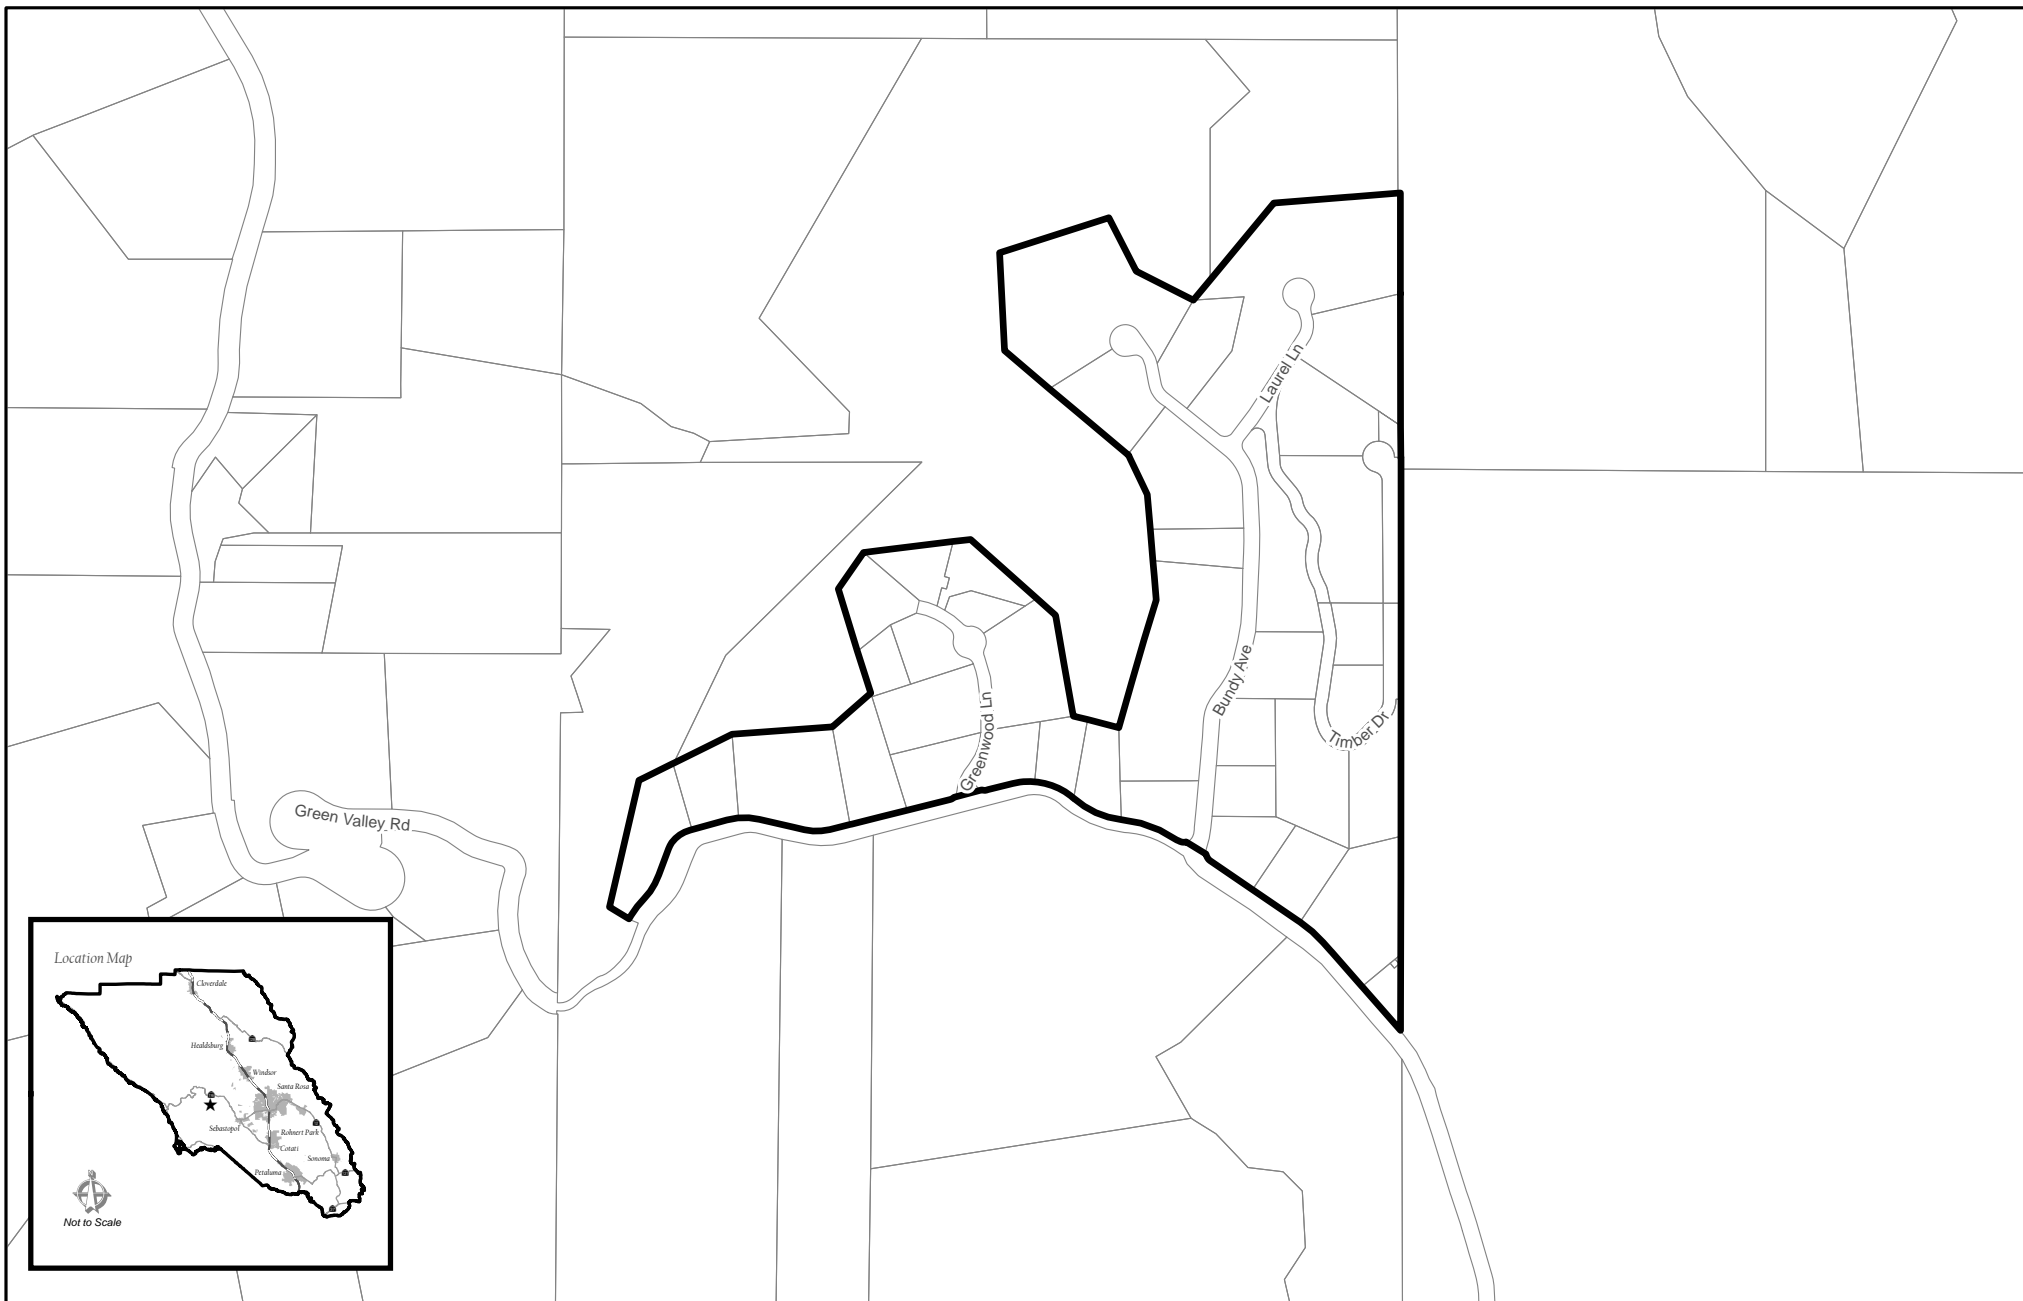 Laurel Ln
Bundy Ave
Timber Dr
Greenwood Ln
Green Valley Rd
Location Map
Cloverdale
Healdsburg
Windsor
Santa Rosa
Sebastopol
Rohnert Park
Cotati
Sonoma
Petaluma
Not to Scale